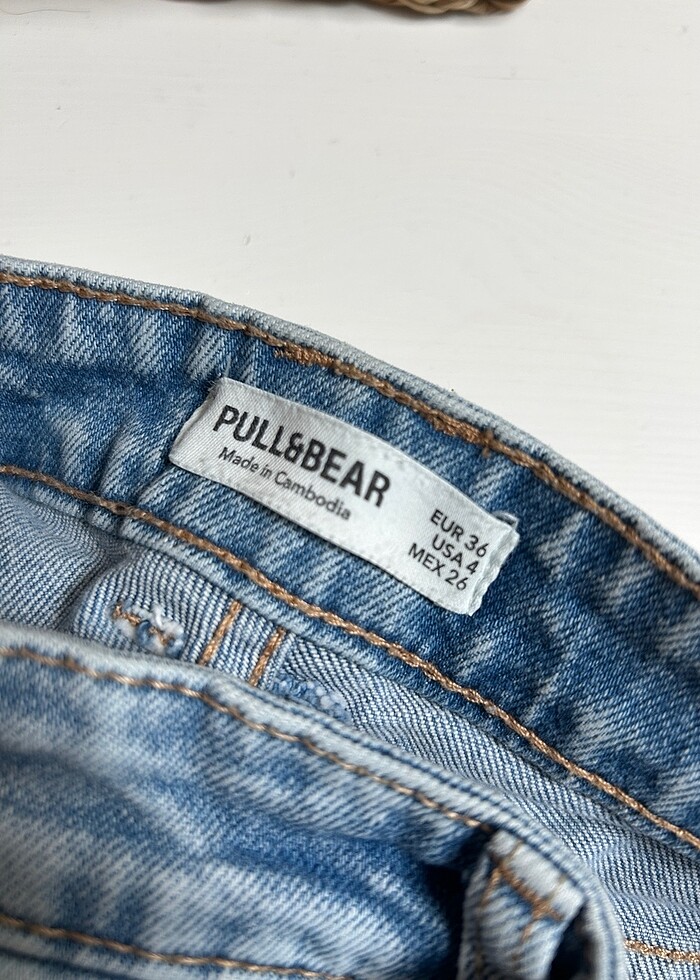 PULL&BEAR
Made in Cambodia
EUR 36
USA 4
MEX 26